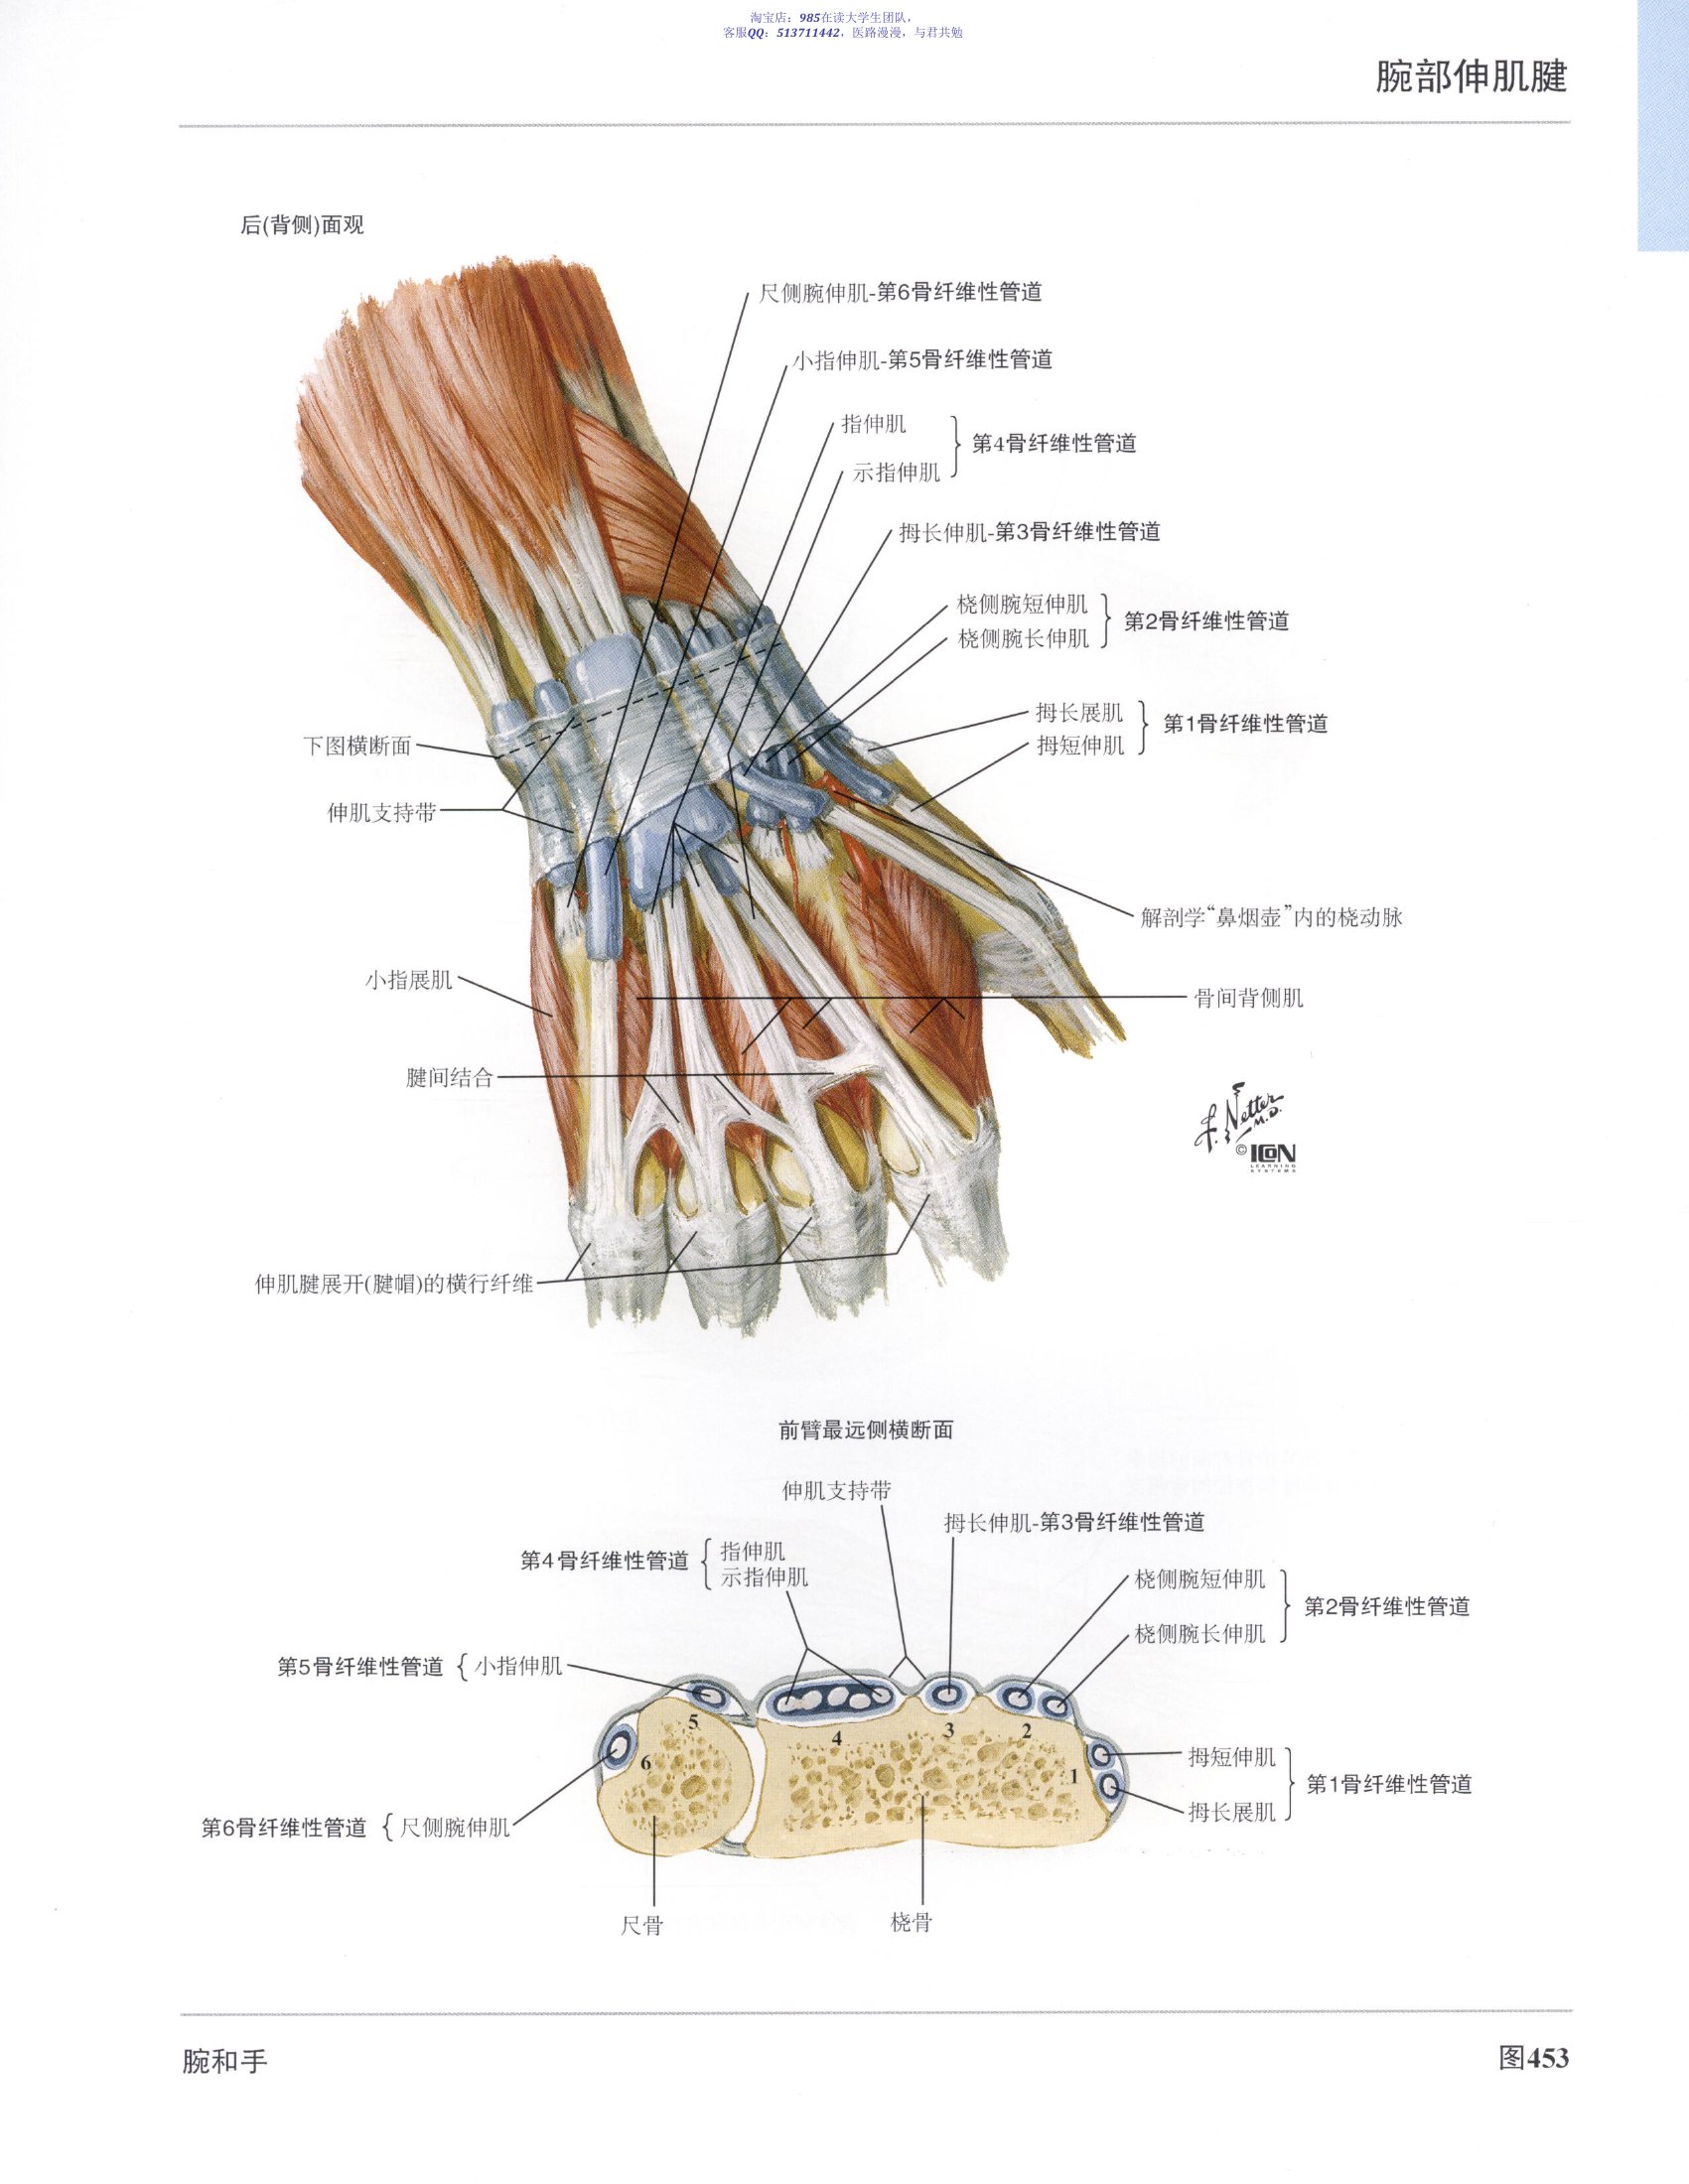 淘宝店：985在读大学生团队，
客服QQ：513711442，医路漫漫，与君共勉
腕部伸肌腱
后(背侧)面观
尺侧腕伸肌-第6骨纤维性管道
小指伸肌-第5骨纤维性管道
指伸肌
示指伸肌
第4骨纤维性管道
拇长伸肌-第3骨纤维性管道
桡侧腕短伸肌
桡侧腕长伸肌
第2骨纤维性管道
拇长展肌
拇短伸肌
第1骨纤维性管道
下图横断面
伸肌支持带
解剖学“鼻烟壶”内的桡动脉
小指展肌
骨间背侧肌
腱间结合
F. Netter
M.D.
© ICON
LEARNING
SYSTEMS
伸肌腱展开(腱帽)的横行纤维
前臂最远侧横断面
伸肌支持带
拇长伸肌-第3骨纤维性管道
第4骨纤维性管道
指伸肌
示指伸肌
桡侧腕短伸肌
桡侧腕长伸肌
第2骨纤维性管道
第5骨纤维性管道
小指伸肌
5
4
3
2
6
1
拇短伸肌
拇长展肌
第1骨纤维性管道
第6骨纤维性管道
尺侧腕伸肌
尺骨
桡骨
腕和手
图453